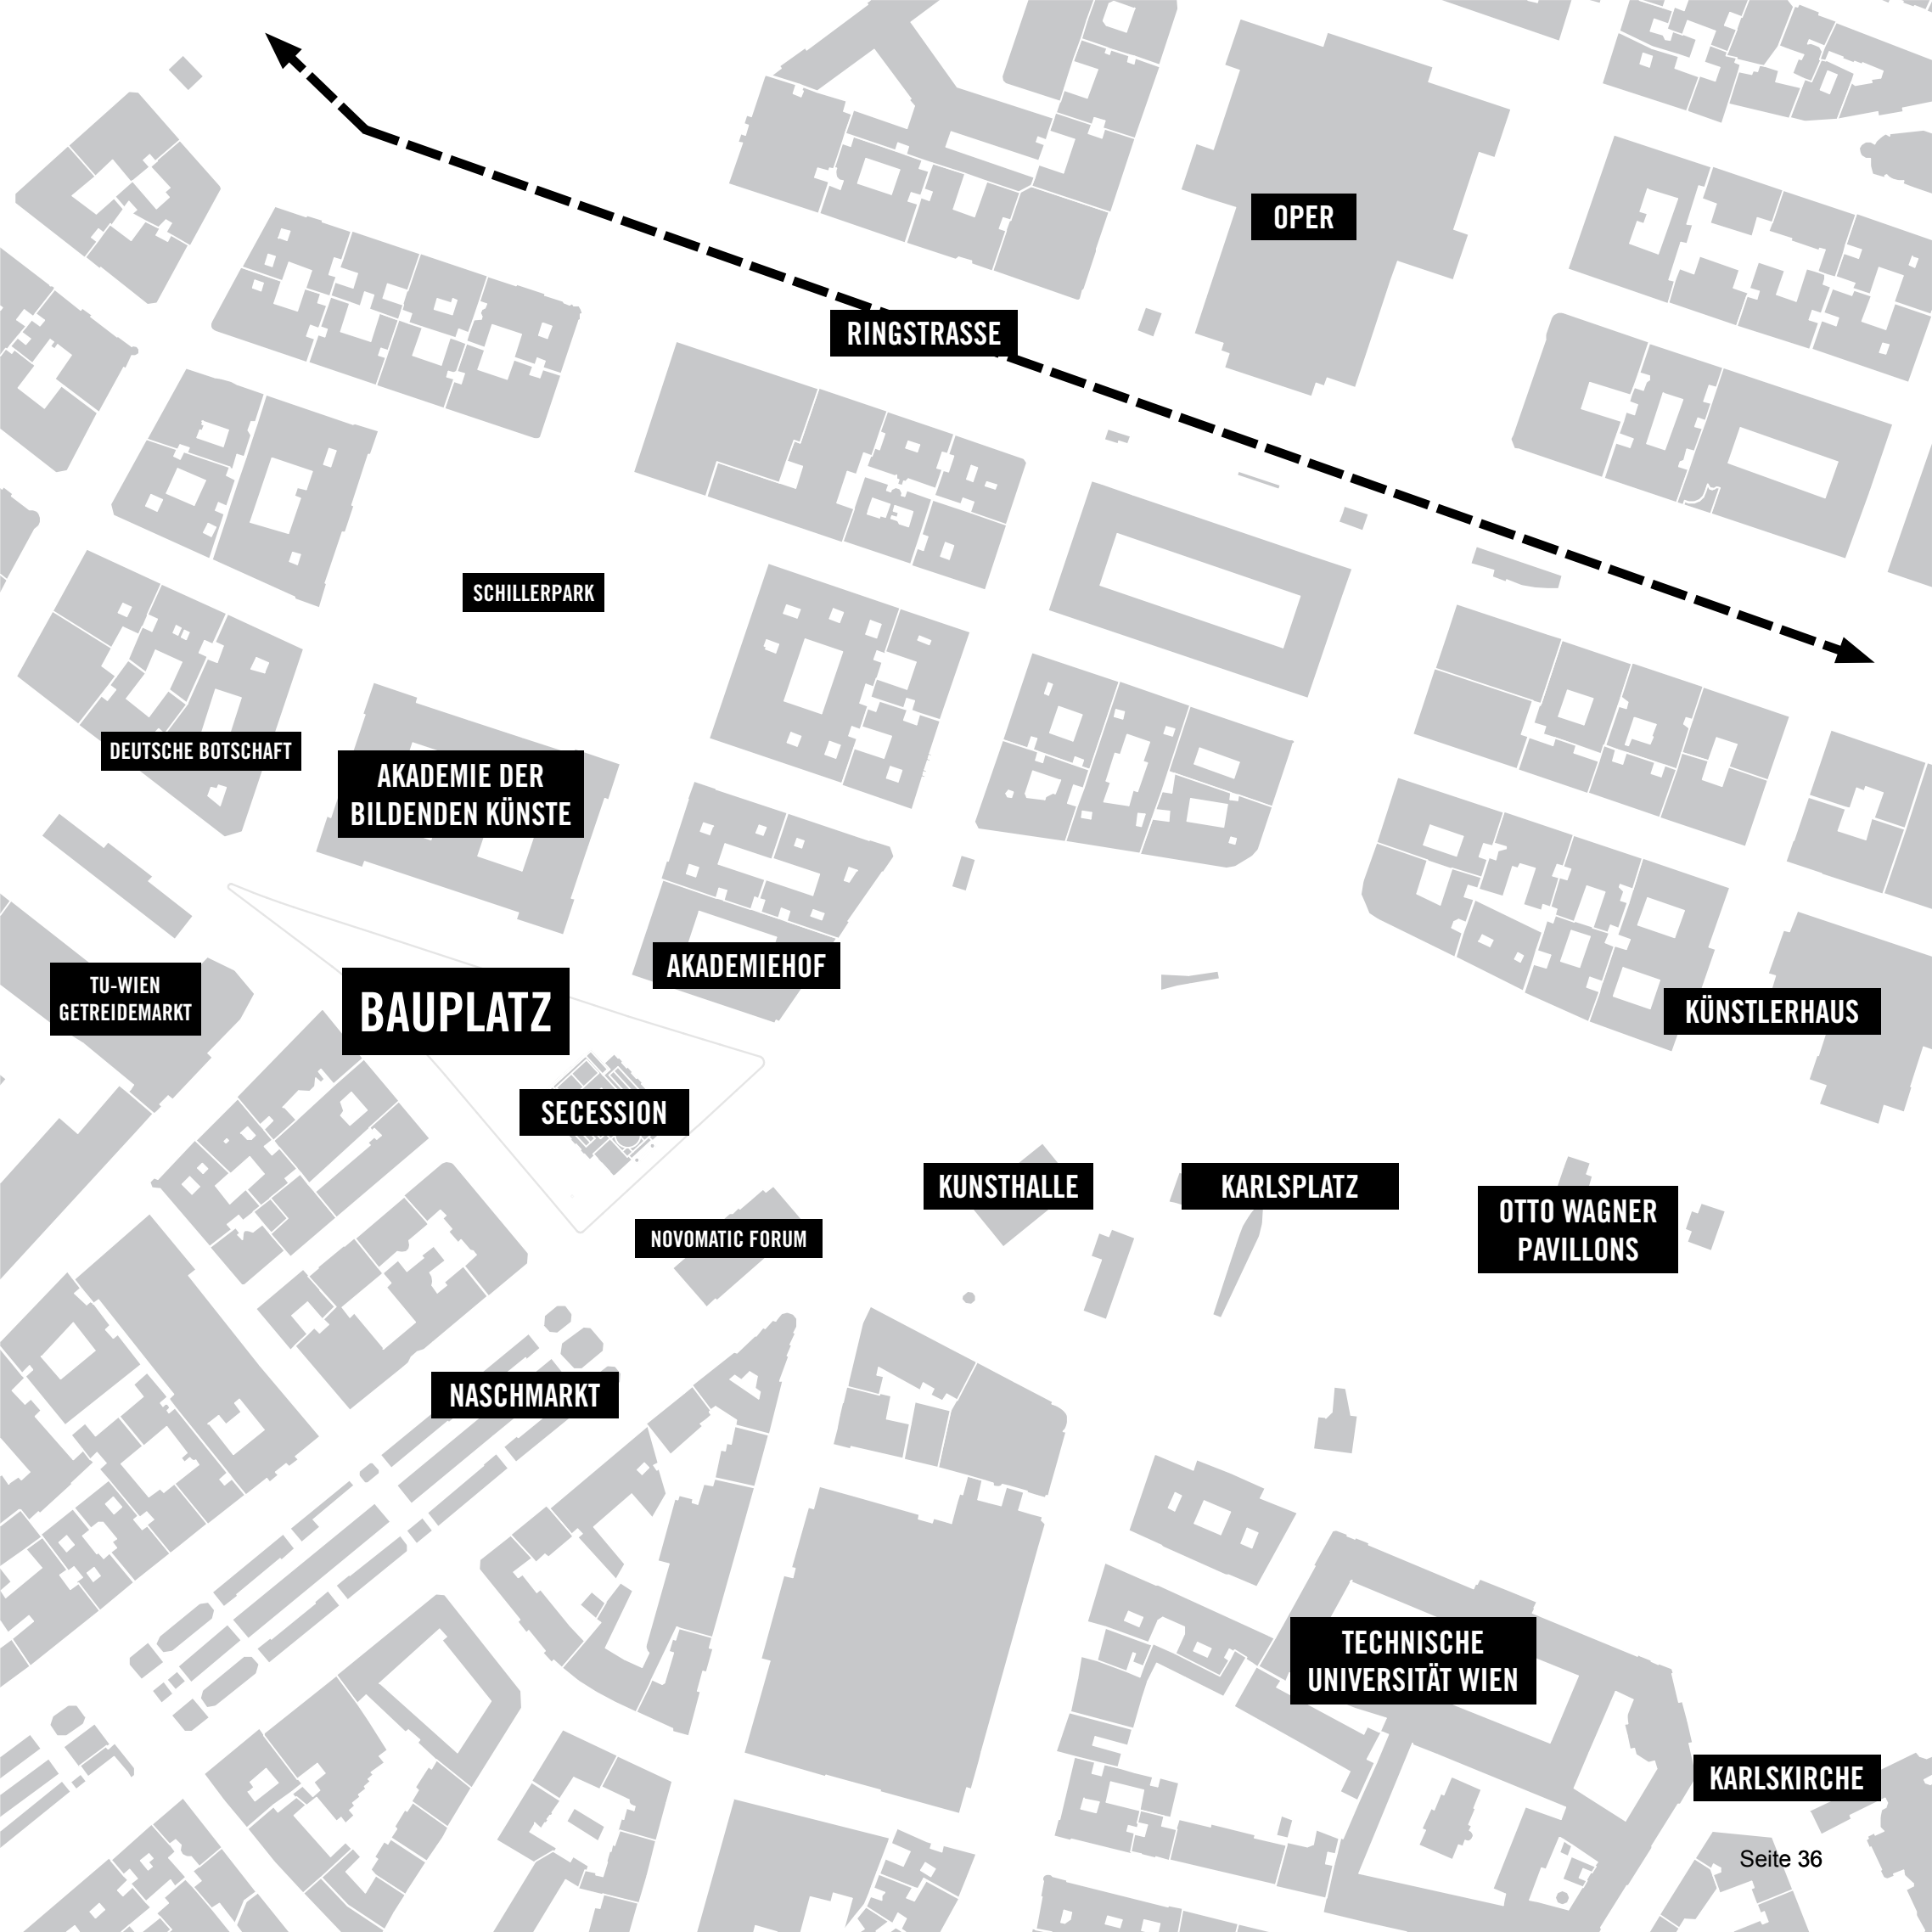 OPER
RINGSTRASSE
SCHILLERPARK
DEUTSCHE BOTSCHAFT
AKADEMIE DER
BILDENDEN KÜNSTE
AKADEMIEHOF
TU-WIEN
GETREIDEMARKT
BAUPLATZ
KÜNSTLERHAUS
SECESSION
KUNSTHALLE
KARLSPLATZ
OTTO WAGNER
PAVILLONS
NOVOMATIC FORUM
NASCHMARKT
TECHNISCHE
UNIVERSITÄT WIEN
KARLSKIRCHE
Seite 36